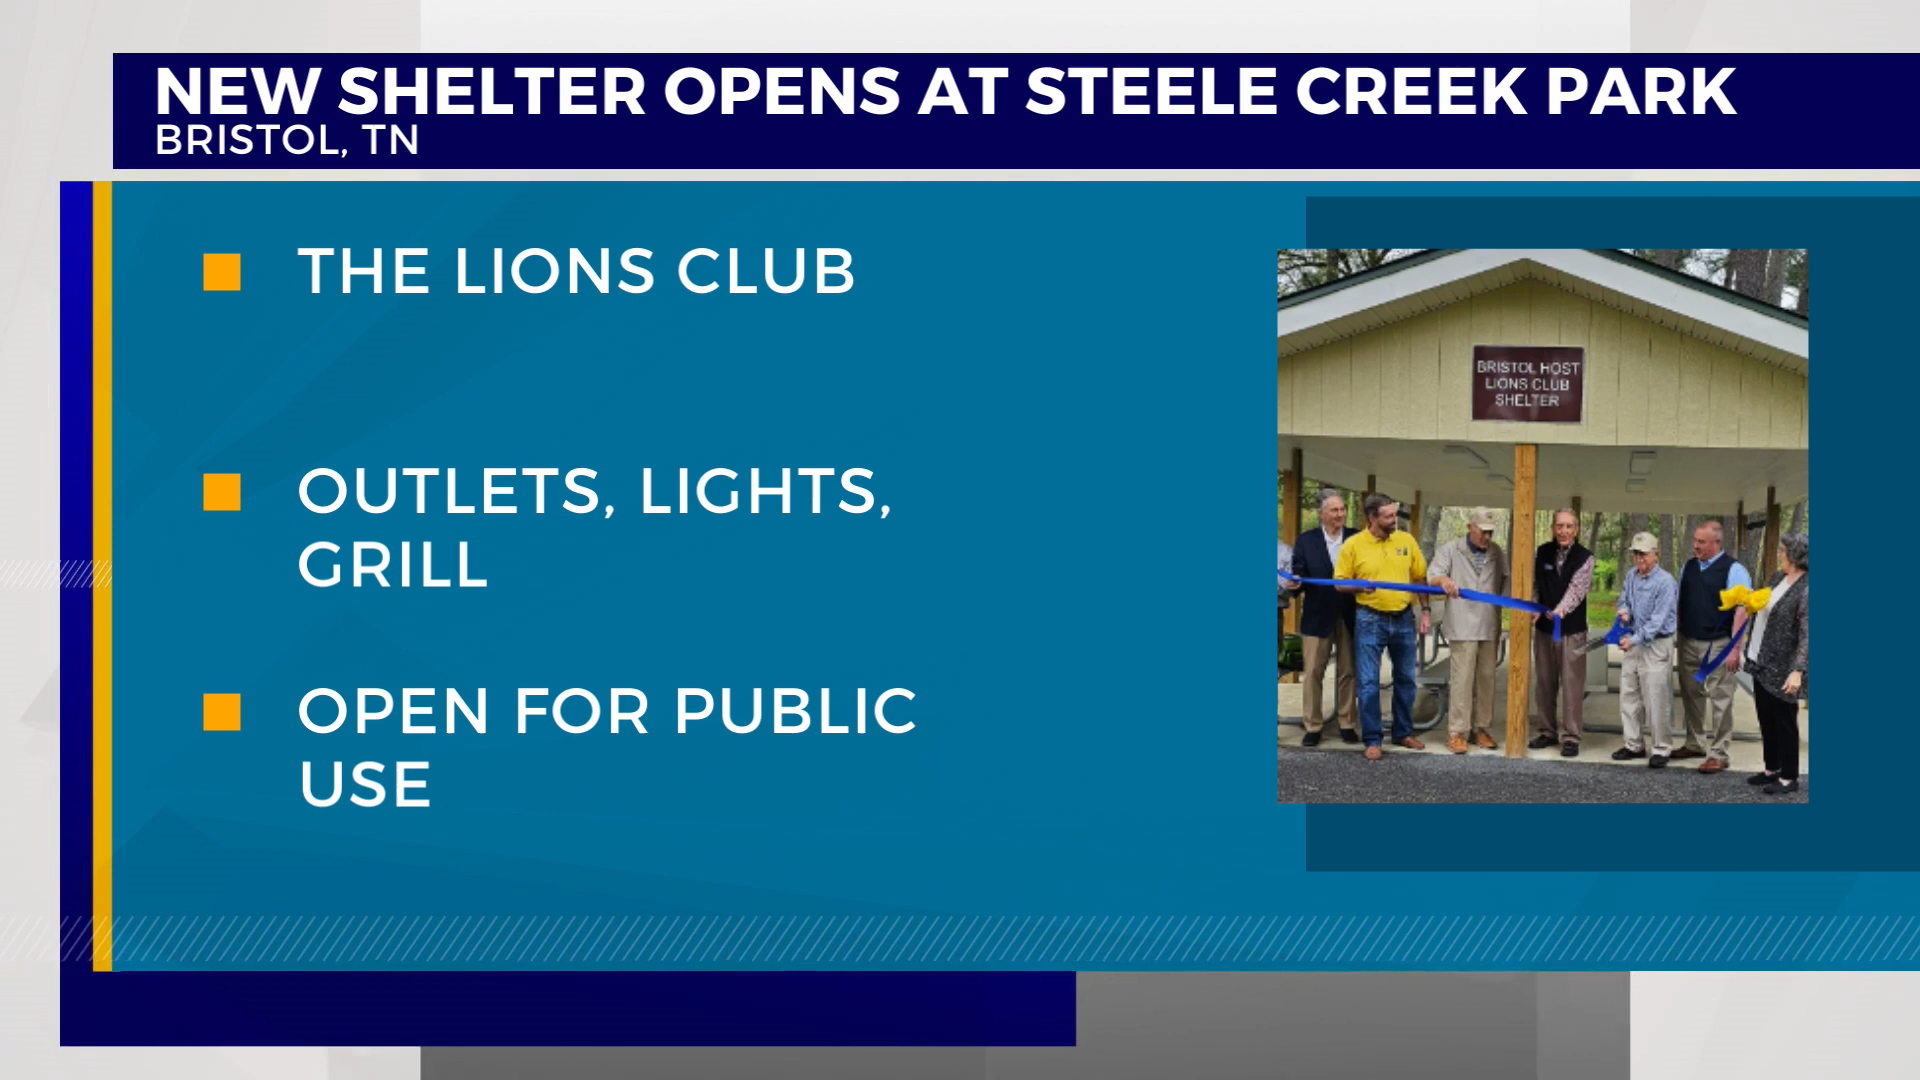 NEW SHELTER OPENS AT STEELE CREEK PARK
BRISTOL, TN
THE LIONS CLUB
OUTLETS, LIGHTS,
GRILL
OPEN FOR PUBLIC
USE
BRISTOL HOST
LIONS CLUB
SHELTER